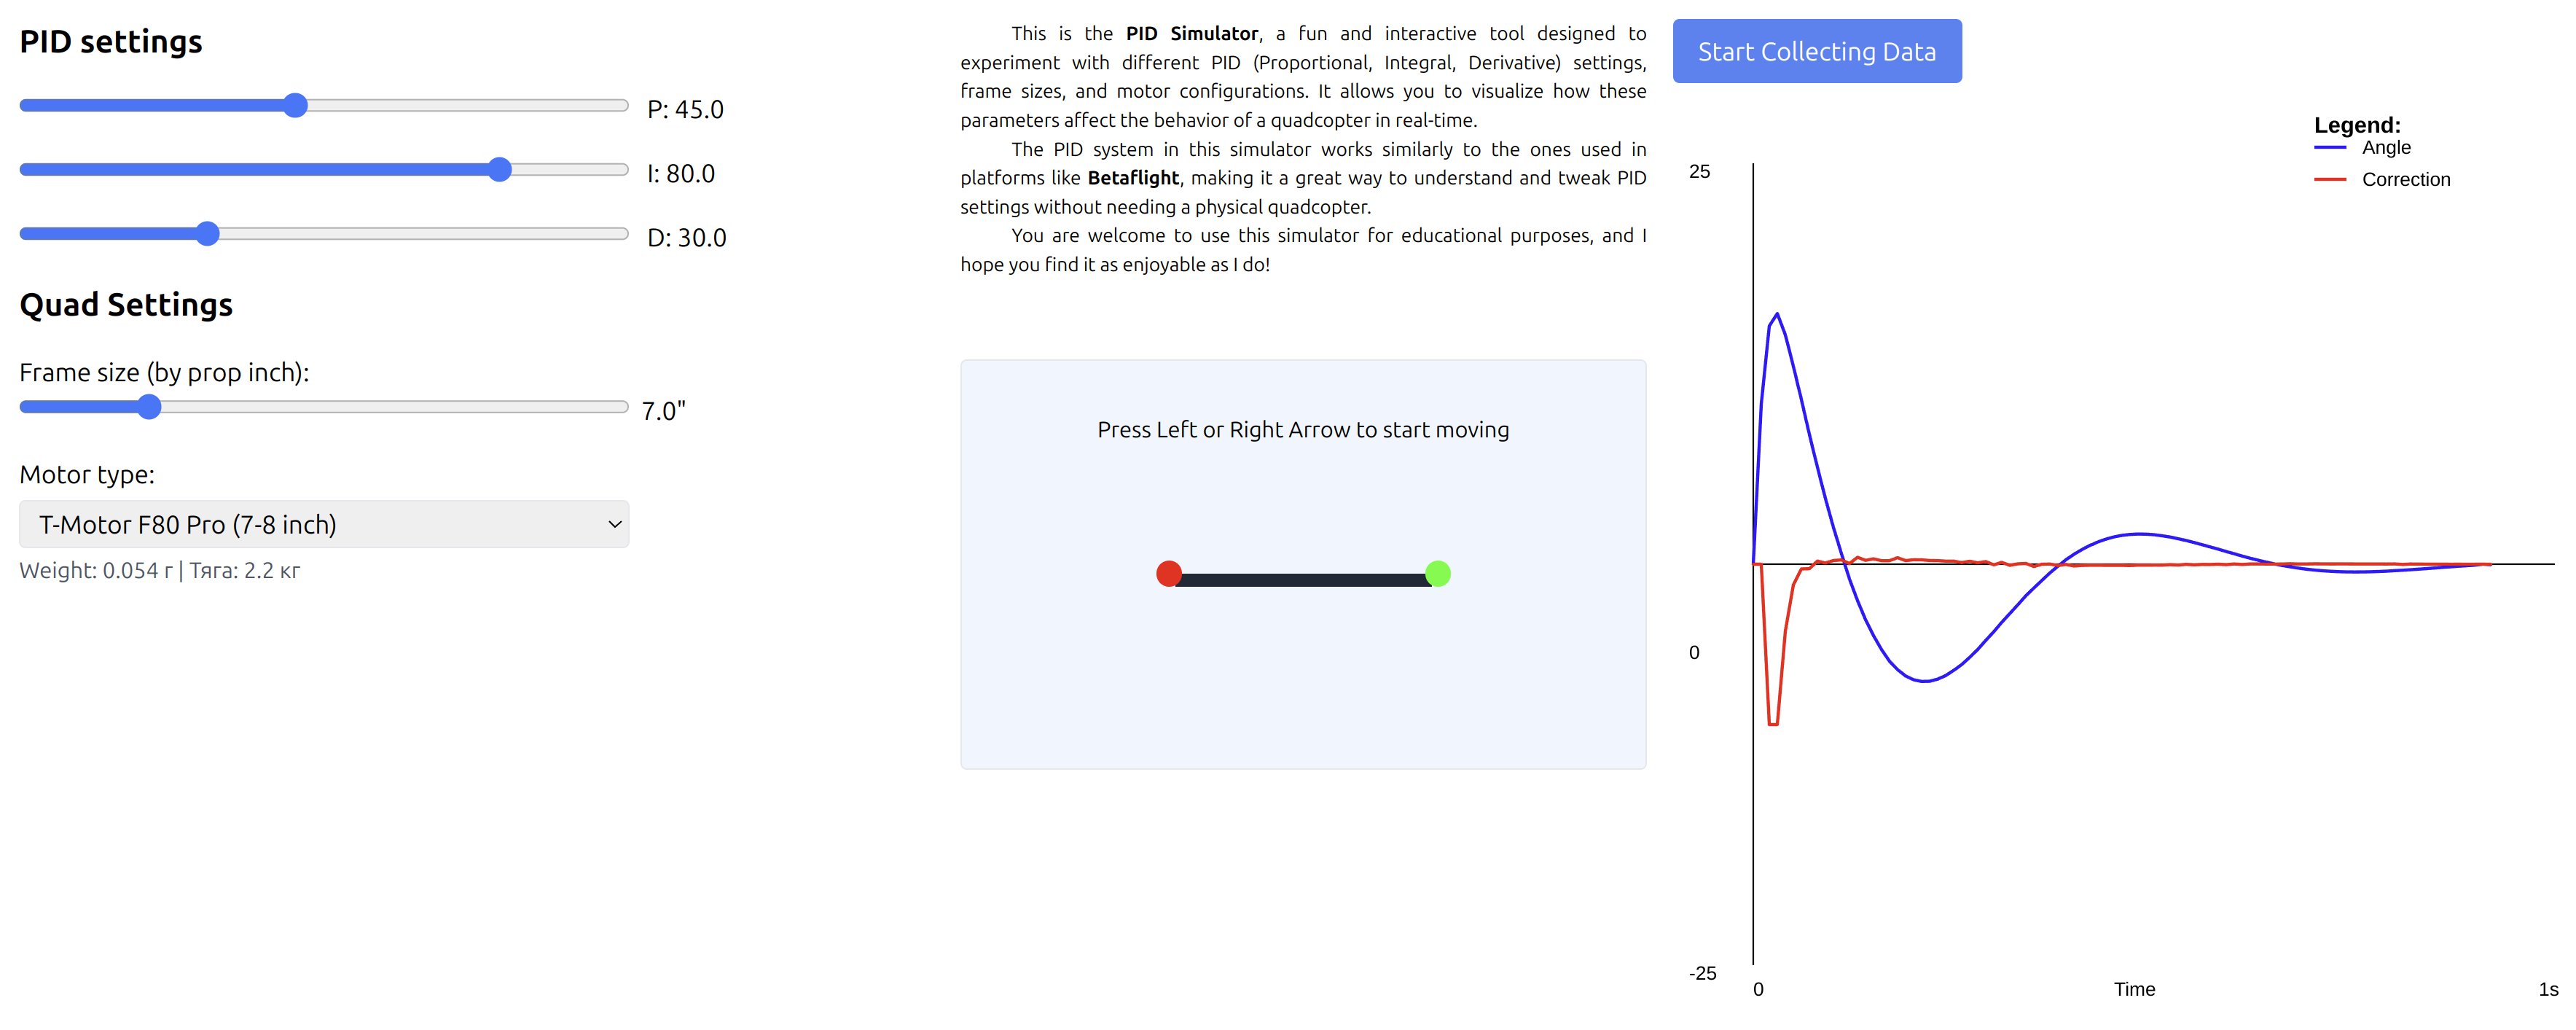 PID settings
P: 45.0
I: 80.0
D: 30.0
Quad Settings
Frame size (by prop inch):
7.0"
Motor type:
T-Motor F80 Pro (7-8 inch)
Weight: 0.054 г | Тяга: 2.2 кг
This is the PID Simulator, a fun and interactive tool designed to
experiment with different PID (Proportional, Integral, Derivative) settings,
frame sizes, and motor configurations. It allows you to visualize how these
parameters affect the behavior of a quadcopter in real-time.
The PID system in this simulator works similarly to the ones used in
platforms like Betaflight, making it a great way to understand and tweak PID
settings without needing a physical quadcopter.
You are welcome to use this simulator for educational purposes, and I
hope you find it as enjoyable as I do!
Press Left or Right Arrow to start moving
Start Collecting Data
Legend:
Angle
Correction
25
0
-25
0
Time
1s